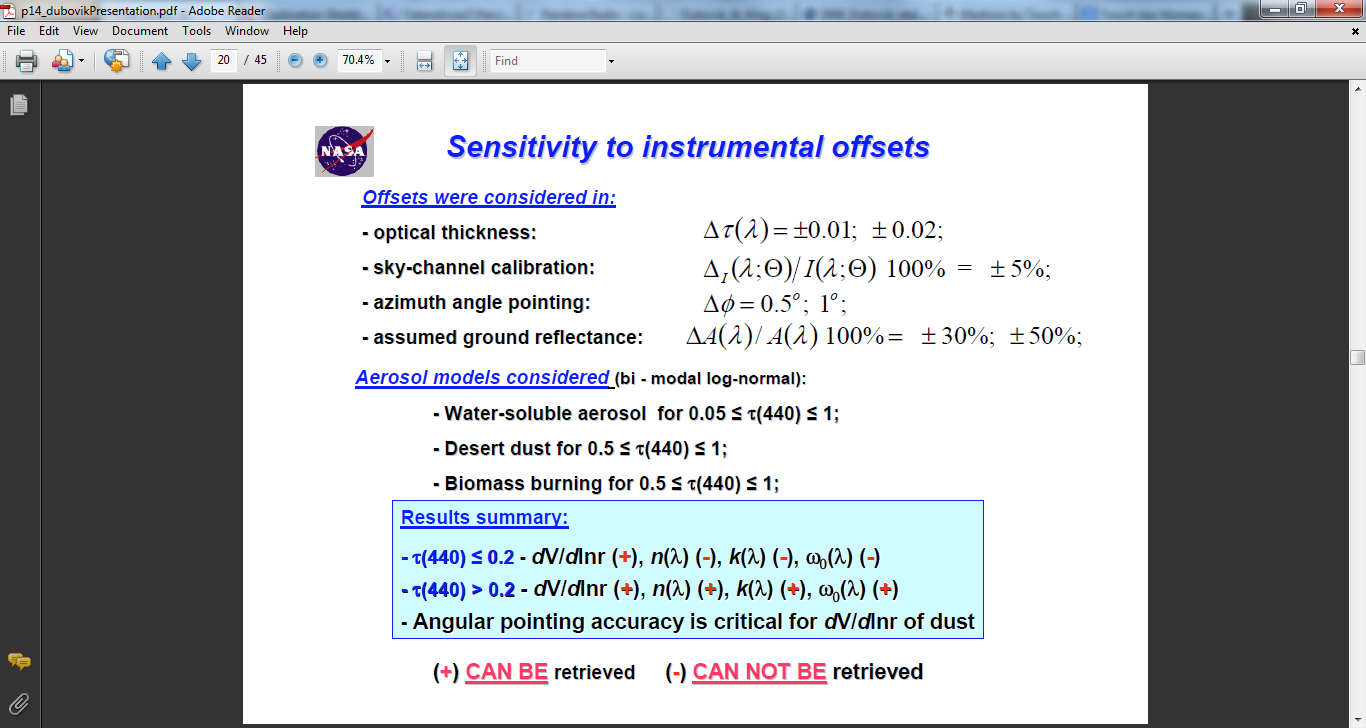 p14_dubovikPresentation.pdf - Adobe Reader
File Edit View Document Tools Window Help
20 / 45 70.4% Find
NASA
Sensitivity to instrumental offsets
Offsets were considered in:
- optical thickness: Δτ(λ) = ±0.01; ± 0.02;
- sky-channel calibration: Δ_I(λ;Θ)/I(λ;Θ) 100% = ± 5%;
- azimuth angle pointing: Δϕ = 0.5°; 1°;
- assumed ground reflectance: ΔA(λ)/ A(λ) 100% = ± 30%; ± 50%;
Aerosol models considered (bi - modal log-normal):
- Water-soluble aerosol for 0.05 ≤ τ(440) ≤ 1;
- Desert dust for 0.5 ≤ τ(440) ≤ 1;
- Biomass burning for 0.5 ≤ τ(440) ≤ 1;
Results summary:
- τ(440) ≤ 0.2 - dV/dlnr (+), n(λ) (-), k(λ) (-), ω₀(λ) (-)
- τ(440) > 0.2 - dV/dlnr (+), n(λ) (+), k(λ) (+), ω₀(λ) (+)
- Angular pointing accuracy is critical for dV/dlnr of dust
(+) CAN BE retrieved (-) CAN NOT BE retrieved